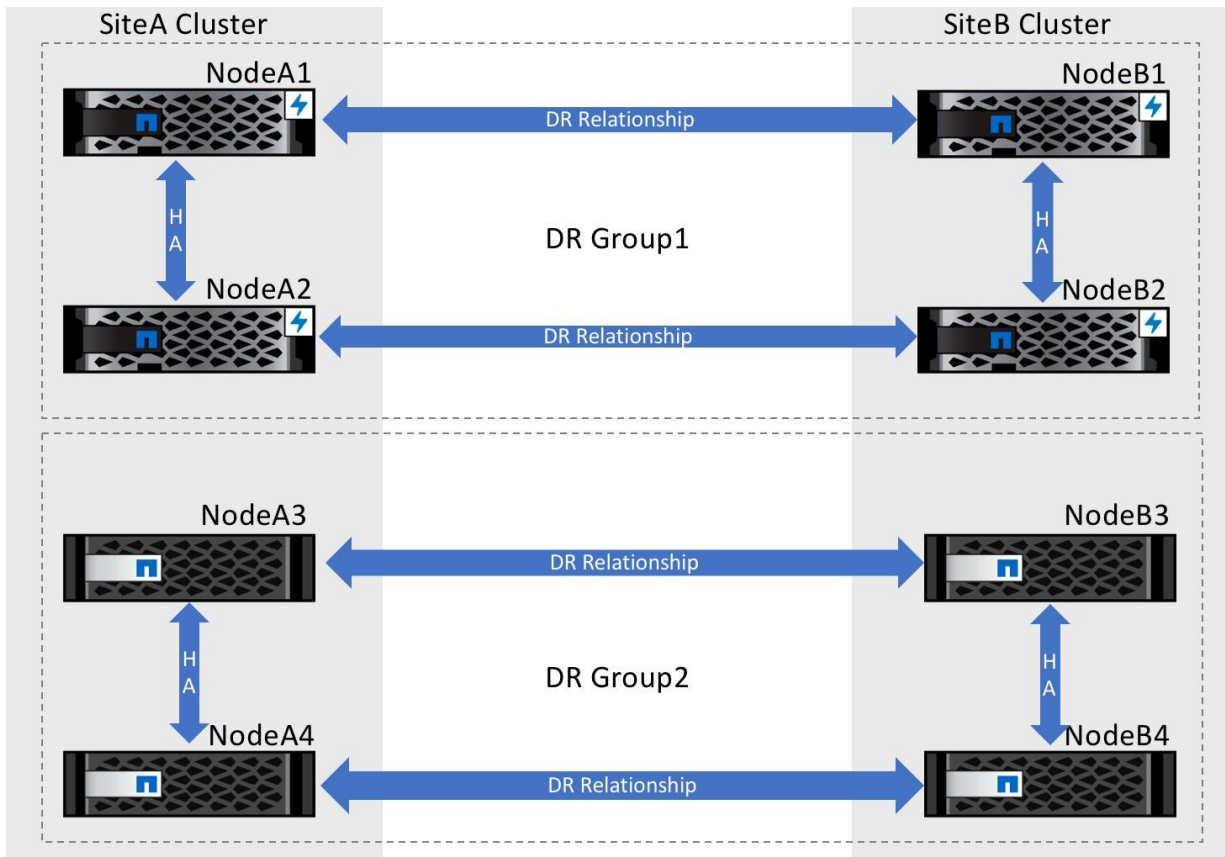 SiteA Cluster
SiteB Cluster
NodeA1
NodeB1
DR Relationship
H
A
H
A
DR Group1
NodeA2
NodeB2
DR Relationship
NodeA3
NodeB3
DR Relationship
H
A
H
A
DR Group2
NodeA4
NodeB4
DR Relationship